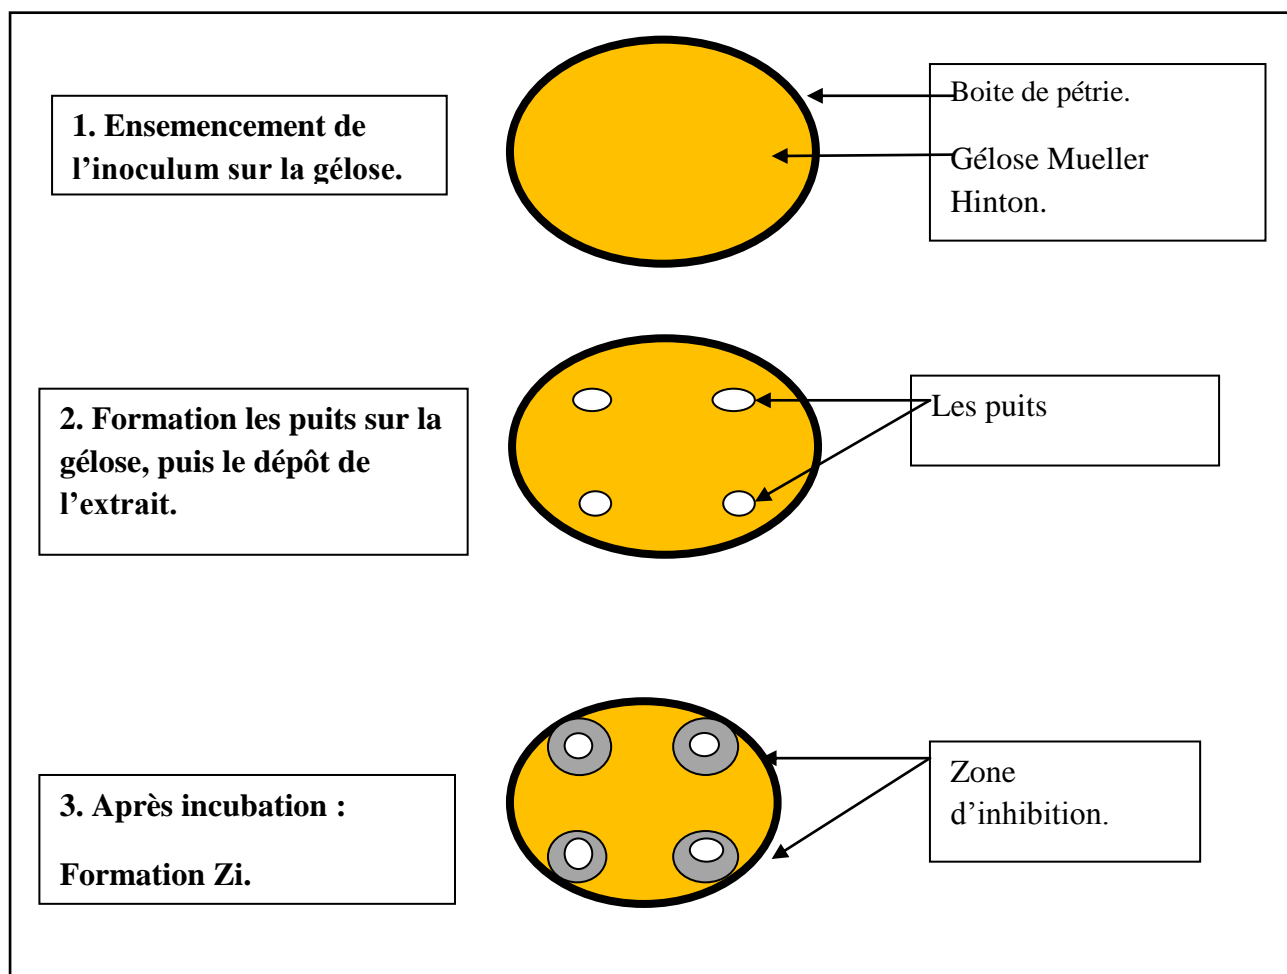 1. Ensemencement de
l’inoculum sur la gélose.
Boite de pétrie.
Gélose Mueller
Hinton.
2. Formation les puits sur la
gélose, puis le dépôt de
l’extrait.
Les puits
3. Après incubation :
Formation Zi.
Zone
d’inhibition.